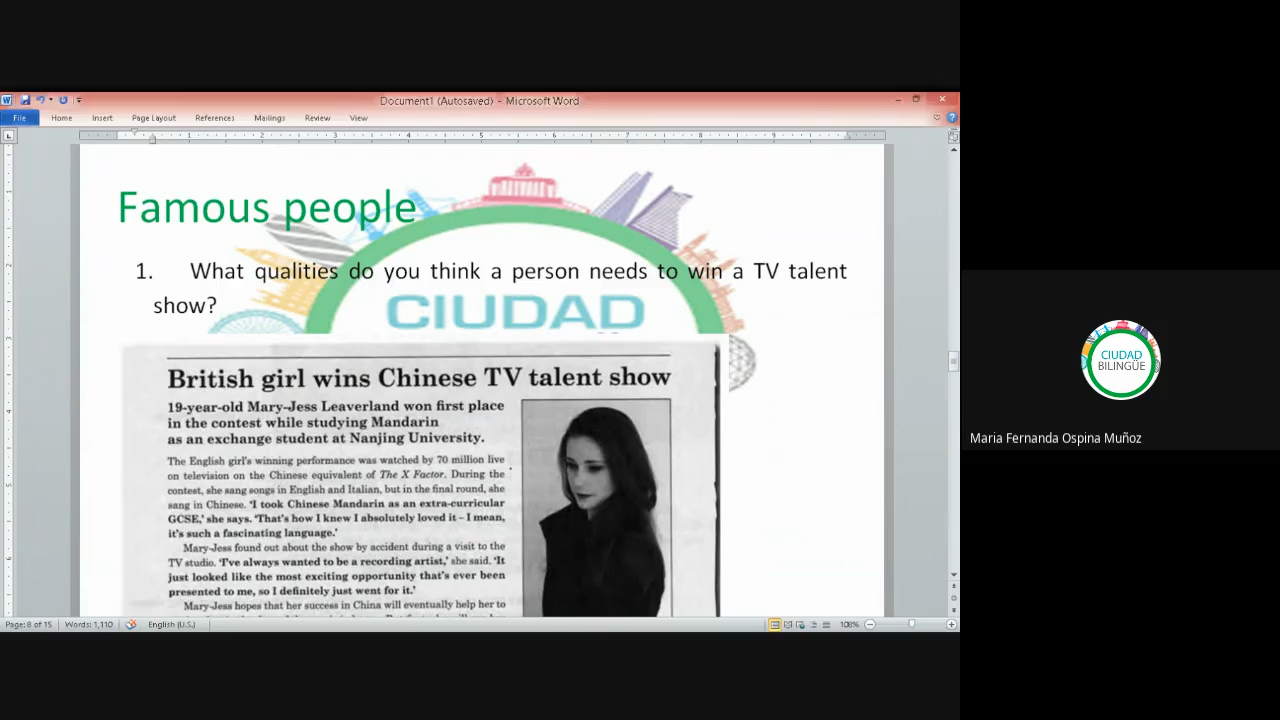 Document1 (Autosaved) - Microsoft Word
File Home Insert Page Layout References Mailings Review View
Famous people
1. What qualities do you think a person needs to win a TV talent
show?
CIUDAD
British girl wins Chinese TV talent show
19-year-old Mary-Jess Leaverland won first place
in the contest while studying Mandarin
as an exchange student at Nanjing University.
The English girl's winning performance was watched by 70 million live
on television on the Chinese equivalent of The X Factor. During the
contest, she sang songs in English and Italian, but in the final round, she
sang in Chinese. 'I took Chinese Mandarin as an extra-curricular
GCSE,' she says. 'That's how I knew I absolutely loved it – I mean,
it's such a fascinating language.'
Mary-Jess found out about the show by accident during a visit to the
TV studio. 'I've always wanted to be a recording artist,' she said. 'It
just looked like the most exciting opportunity that's ever been
presented to me, so I definitely just went for it.'
Mary-Jess hopes that her success in China will eventually help her to
Page: 8 of 15 Words: 1,110 English (U.S.) 108%
CIUDAD
BILINGÜE
Maria Fernanda Ospina Muñoz